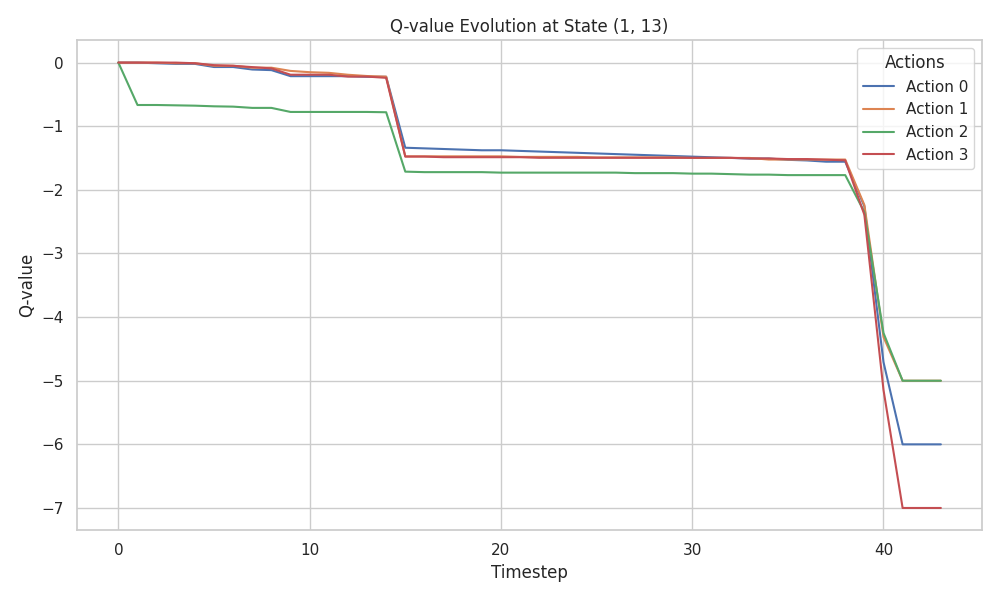 Q-value Evolution at State (1, 13)
Actions
Action 0
Action 1
Action 2
Action 3
Q-value
0
−1
−2
−3
−4
−5
−6
−7
0 10 20 30 40
Timestep